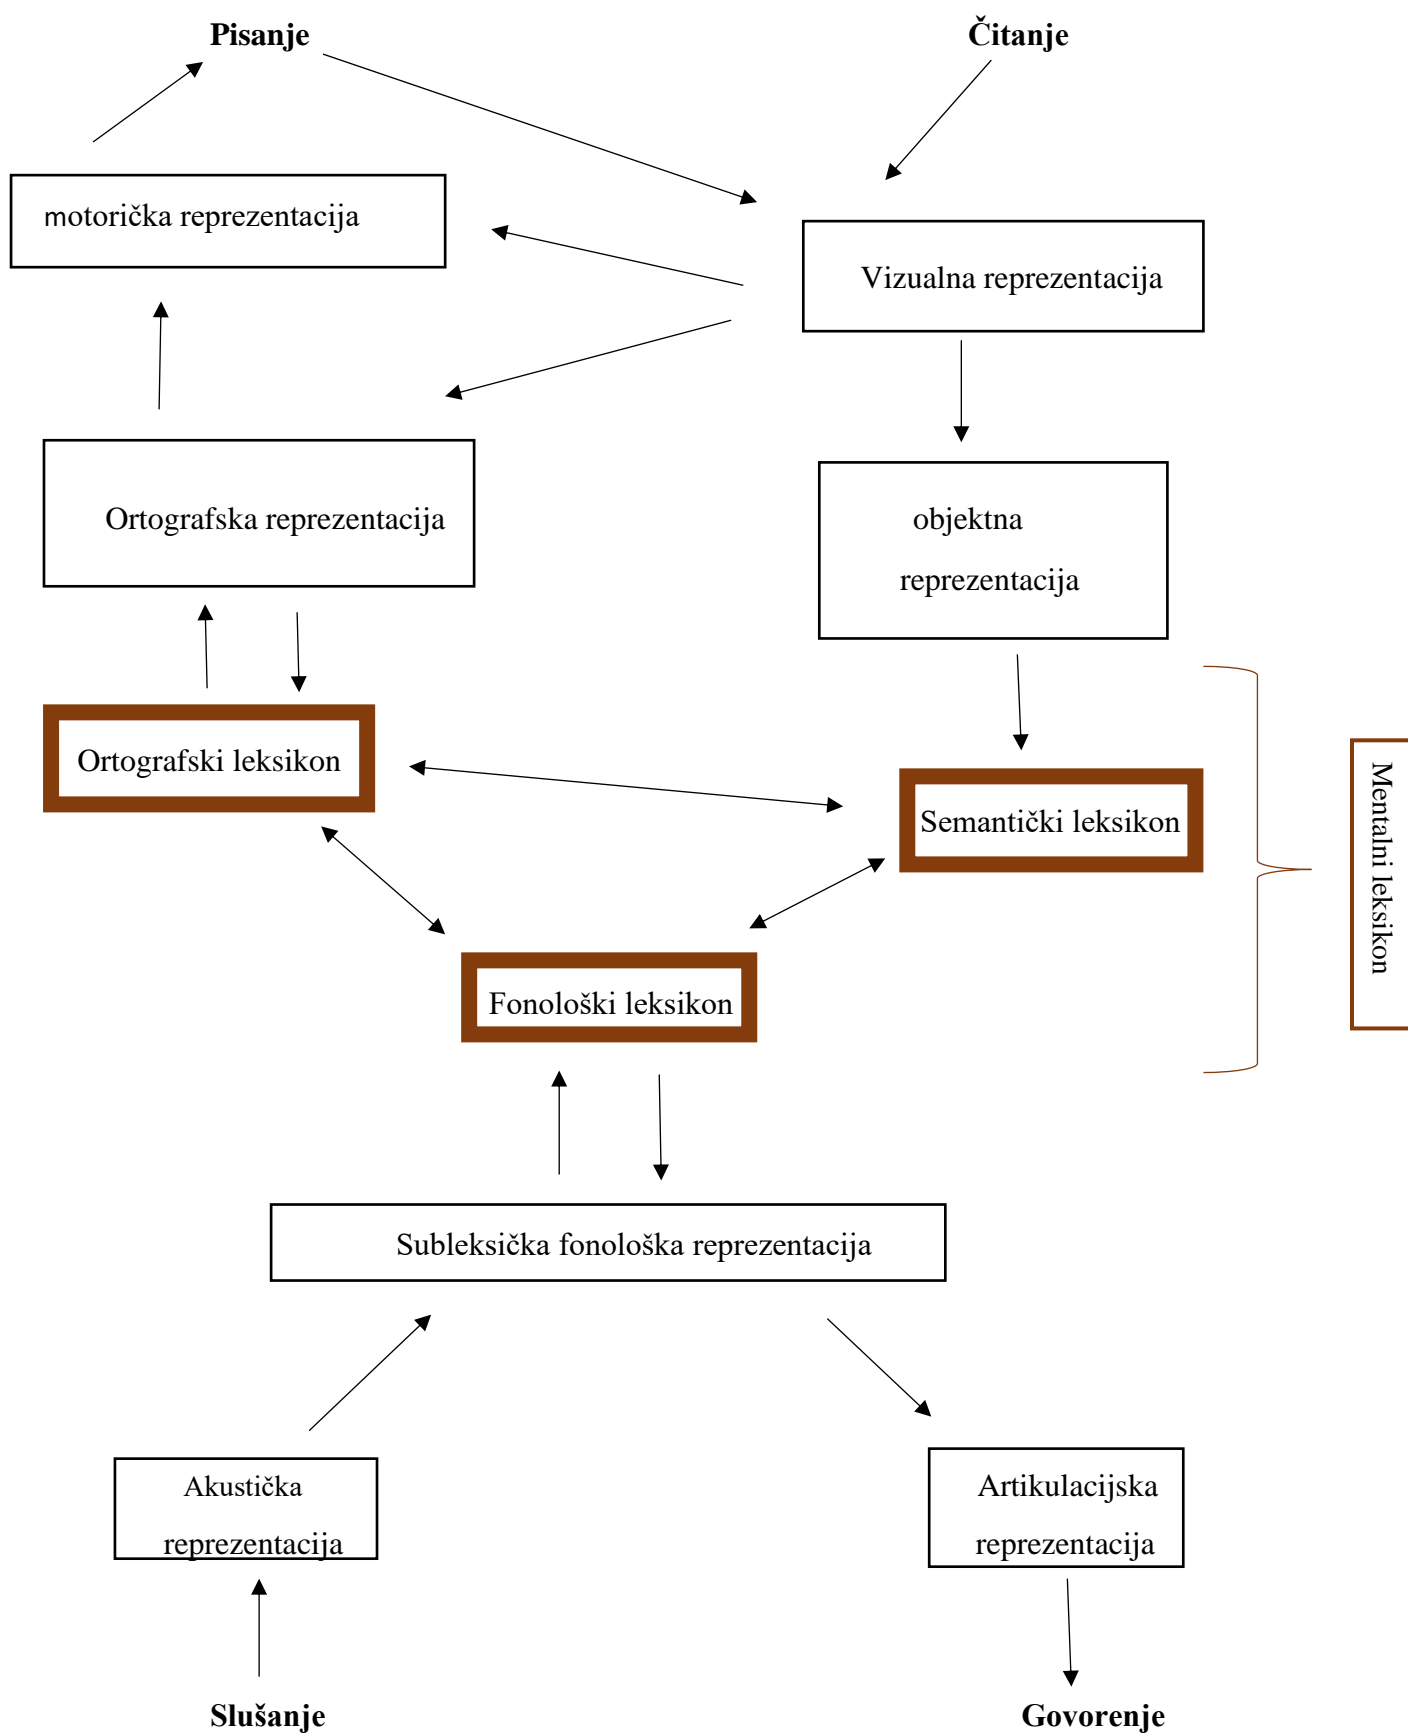 Pisanje
Čitanje
motorička reprezentacija
Vizualna reprezentacija
Ortografska reprezentacija
objektna
reprezentacija
Ortografski leksikon
Semantički leksikon
Mentalni leksikon
Fonološki leksikon
Subleksička fonološka reprezentacija
Akustička
reprezentacija
Artikulacijska
reprezentacija
Slušanje
Govorenje